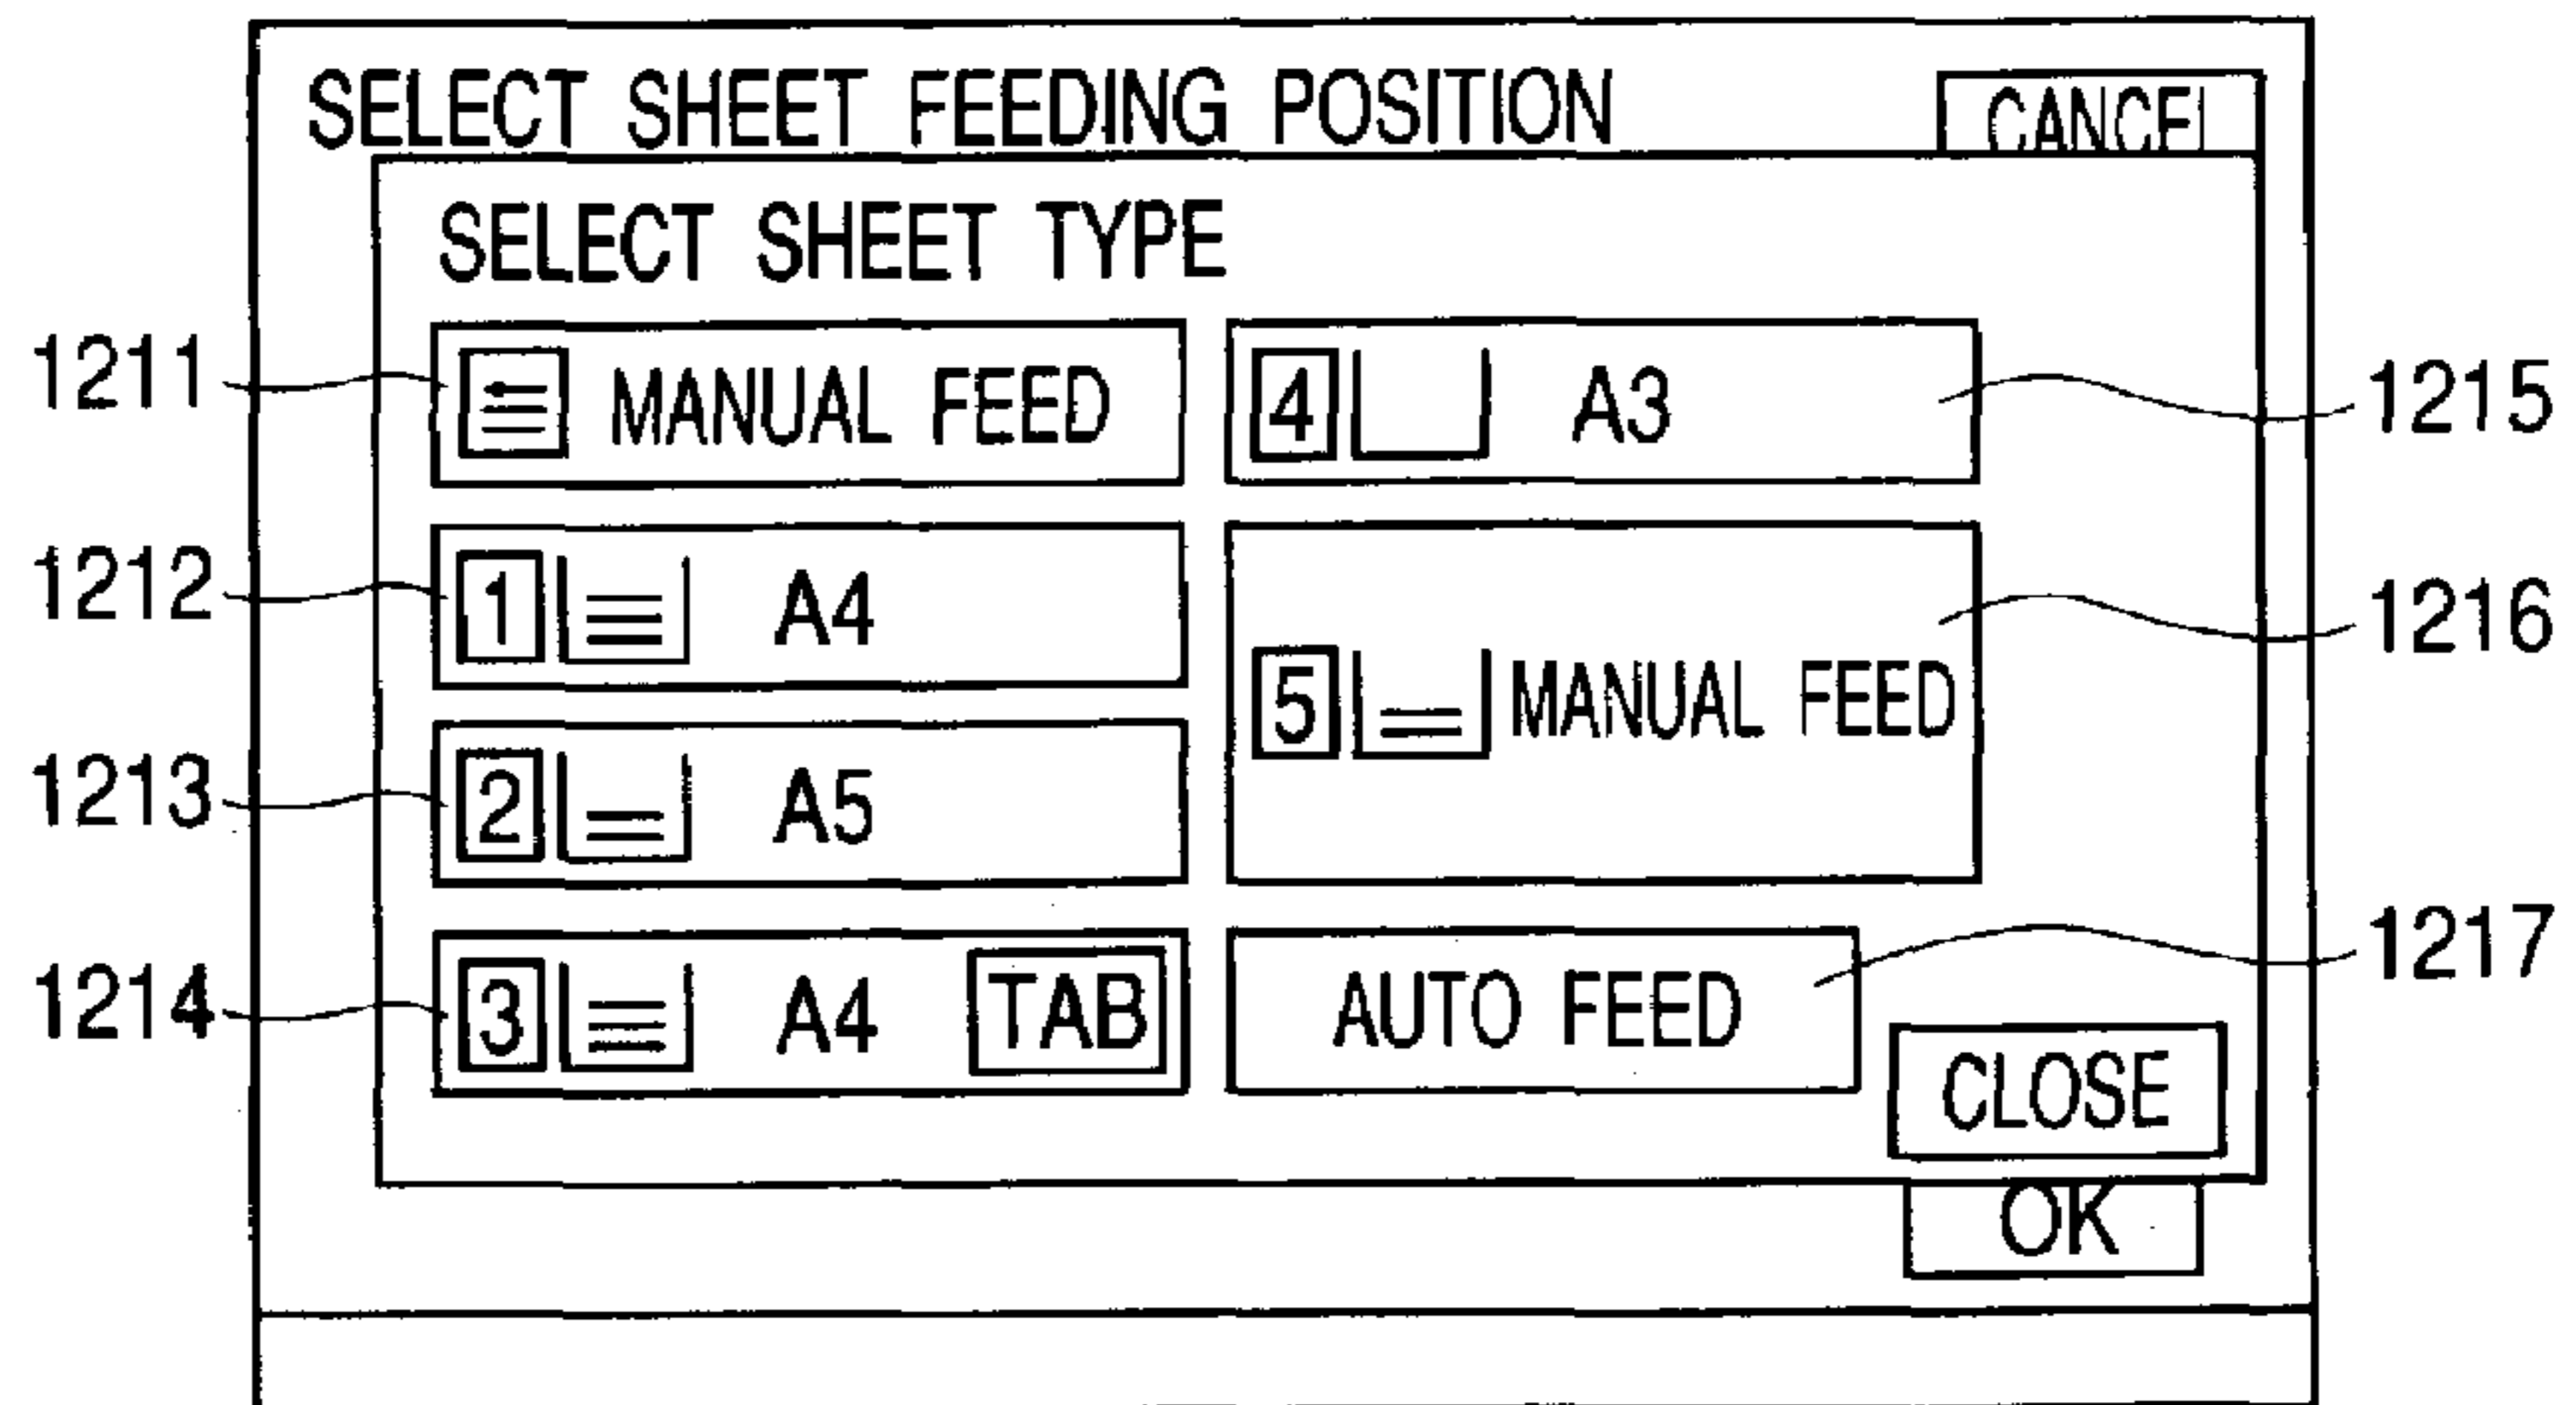 SELECT SHEET FEEDING POSITION
CANCEL
SELECT SHEET TYPE
1211
MANUAL FEED
4 A3
1215
1212
1 A4
5 MANUAL FEED
1216
1213
2 A5
1214
3 A4 TAB
AUTO FEED
1217
CLOSE
OK